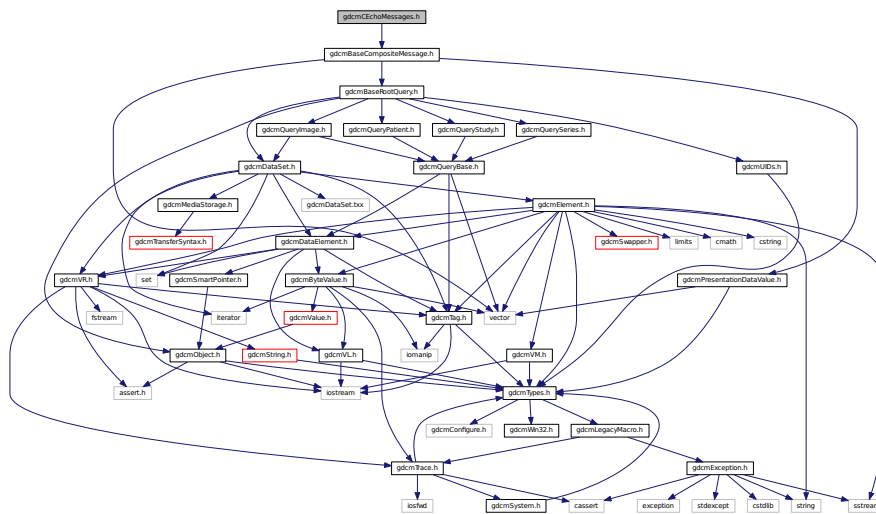 gdcmCEchoMessages.h
gdcmBaseCompositeMessage.h
gdcmBaseRootQuery.h
gdcmQueryImage.h
gdcmQueryPatient.h
gdcmQueryStudy.h
gdcmQuerySeries.h
gdcmDataSet.h
gdcmQueryBase.h
gdcmUIDs.h
gdcmMediaStorage.h
gdcmDataSet.txx
gdcmElement.h
gdcmTransferSyntax.h
gdcmDataElement.h
gdcmSwapper.h
limits
cmath
cstring
gdcmVR.h
set
gdcmSmartPointer.h
gdcmByteValue.h
gdcmPresentationDataValue.h
fstream
iterator
gdcmValue.h
gdcmTag.h
vector
gdcmObject.h
gdcmString.h
gdcmVL.h
iomanip
gdcmVM.h
assert.h
iostream
gdcmTypes.h
gdcmConfigure.h
gdcmWin32.h
gdcmLegacyMacro.h
gdcmTrace.h
gdcmException.h
iosfwd
gdcmSystem.h
cassert
exception
stdexcept
cstdlib
string
sstream